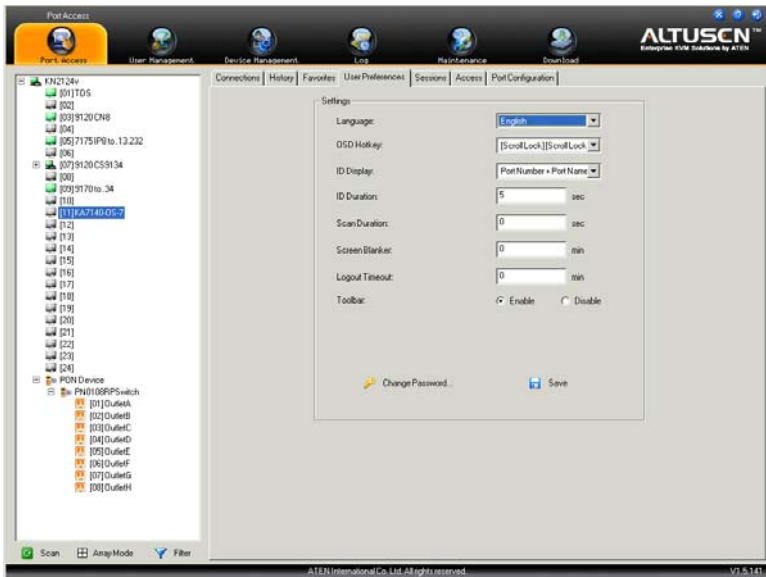 Port Access
ALTUSEN™
Enterprise KVM Solutions by ATEN
Port Access
User Management
Device Management
Log
Maintenance
Download
Connections
History
Favorites
User Preferences
Sessions
Access
Port Configuration
KN2124v
[01]TDS
[02]
[03]9120 CN8
[04]
[05]7175 IP8 to .13.232
[06]
[07]9120 CS9134
[08]
[09]9170 to .34
[10]
[11]KA7140-OS-7
[12]
[13]
[14]
[15]
[16]
[17]
[18]
[19]
[20]
[21]
[22]
[23]
[24]
PON Device
PN0108RPSwitch
[01]OutletA
[02]OutletB
[03]OutletC
[04]OutletD
[05]OutletE
[06]OutletF
[07]OutletG
[08]OutletH
Scan
Array Mode
Filter
Settings
Language: English
OSD Hotkey: [Scroll Lock][Scroll Lock
ID Display: Port Number + Port Name
ID Duration: 5 sec
Scan Duration: 0 sec
Screen Blanker: 0 min
Logout Timeout: 0 min
Toolbar: Enable Disable
Change Password...
Save
ATEN International Co. Ltd. All rights reserved.
V1.5.141